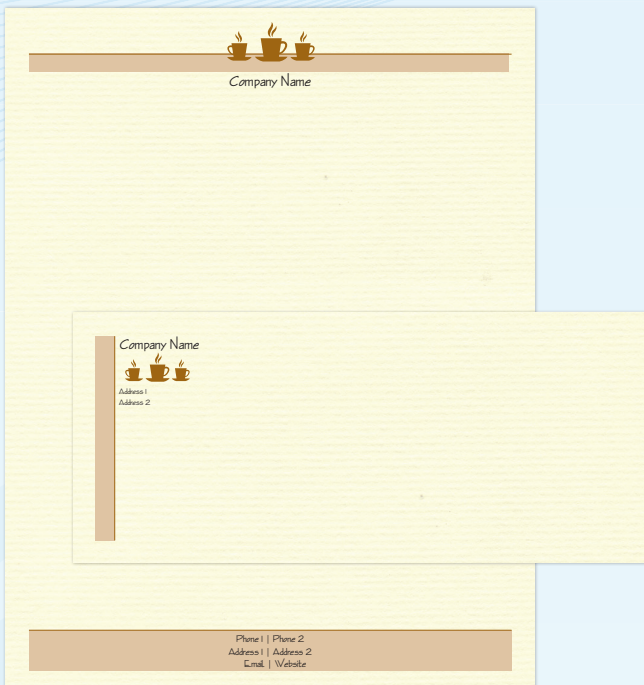 Company Name
Company Name
Address 1
Address 2
Phone 1 | Phone 2
Address 1 | Address 2
Email | Website